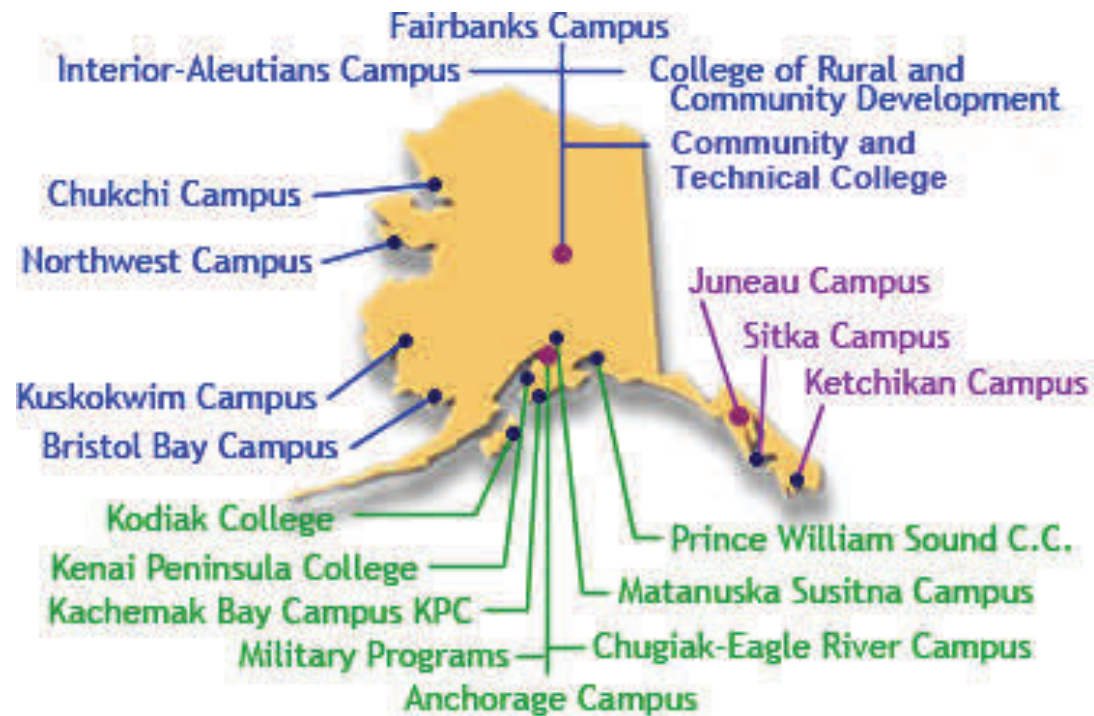 Fairbanks Campus
Interior-Aleutians Campus
College of Rural and
Community Development
Community and
Technical College
Chukchi Campus
Northwest Campus
Juneau Campus
Sitka Campus
Ketchikan Campus
Kuskokwim Campus
Bristol Bay Campus
Kodiak College
Prince William Sound C.C.
Kenai Peninsula College
Matanuska Susitna Campus
Kachemak Bay Campus KPC
Chugiak-Eagle River Campus
Military Programs
Anchorage Campus